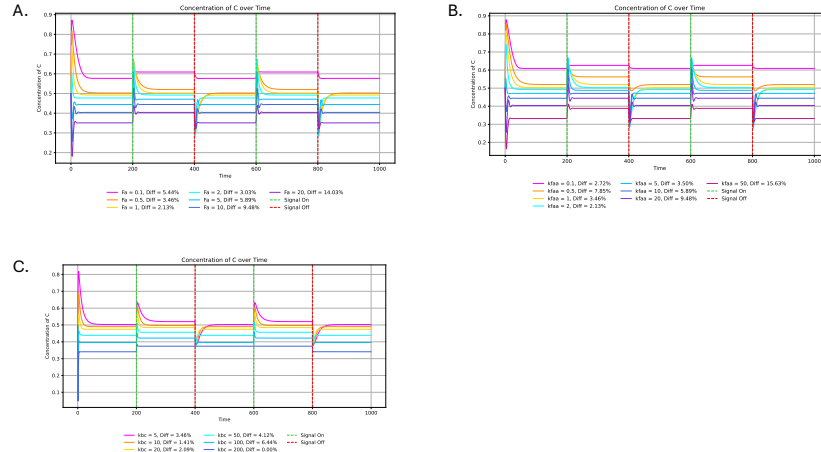 A.
Concentration of C over Time
0.9
0.8
0.7
0.6
0.5
0.4
0.3
0.2
Concentration of C
0
200
400
600
800
1000
Time
Fa = 0.1, Diff = 5.44%
Fa = 0.5, Diff = 3.46%
Fa = 1, Diff = 2.13%
Fa = 2, Diff = 3.03%
Fa = 5, Diff = 5.89%
Fa = 10, Diff = 9.48%
Fa = 20, Diff = 14.03%
Signal On
Signal Off
B.
Concentration of C over Time
0.9
0.8
0.7
0.6
0.5
0.4
0.3
0.2
Concentration of C
0
200
400
600
800
1000
Time
kfaa = 0.1, Diff = 2.72%
kfaa = 0.5, Diff = 7.85%
kfaa = 1, Diff = 3.46%
kfaa = 2, Diff = 2.13%
kfaa = 5, Diff = 3.50%
kfaa = 10, Diff = 5.89%
kfaa = 20, Diff = 9.48%
kfaa = 50, Diff = 15.63%
Signal On
Signal Off
C.
Concentration of C over Time
0.8
0.7
0.6
0.5
0.4
0.3
0.2
0.1
Concentration of C
0
200
400
600
800
1000
Time
kbc = 5, Diff = 3.46%
kbc = 10, Diff = 1.41%
kbc = 20, Diff = 2.09%
kbc = 50, Diff = 4.12%
kbc = 100, Diff = 6.44%
kbc = 200, Diff = 0.00%
Signal On
Signal Off